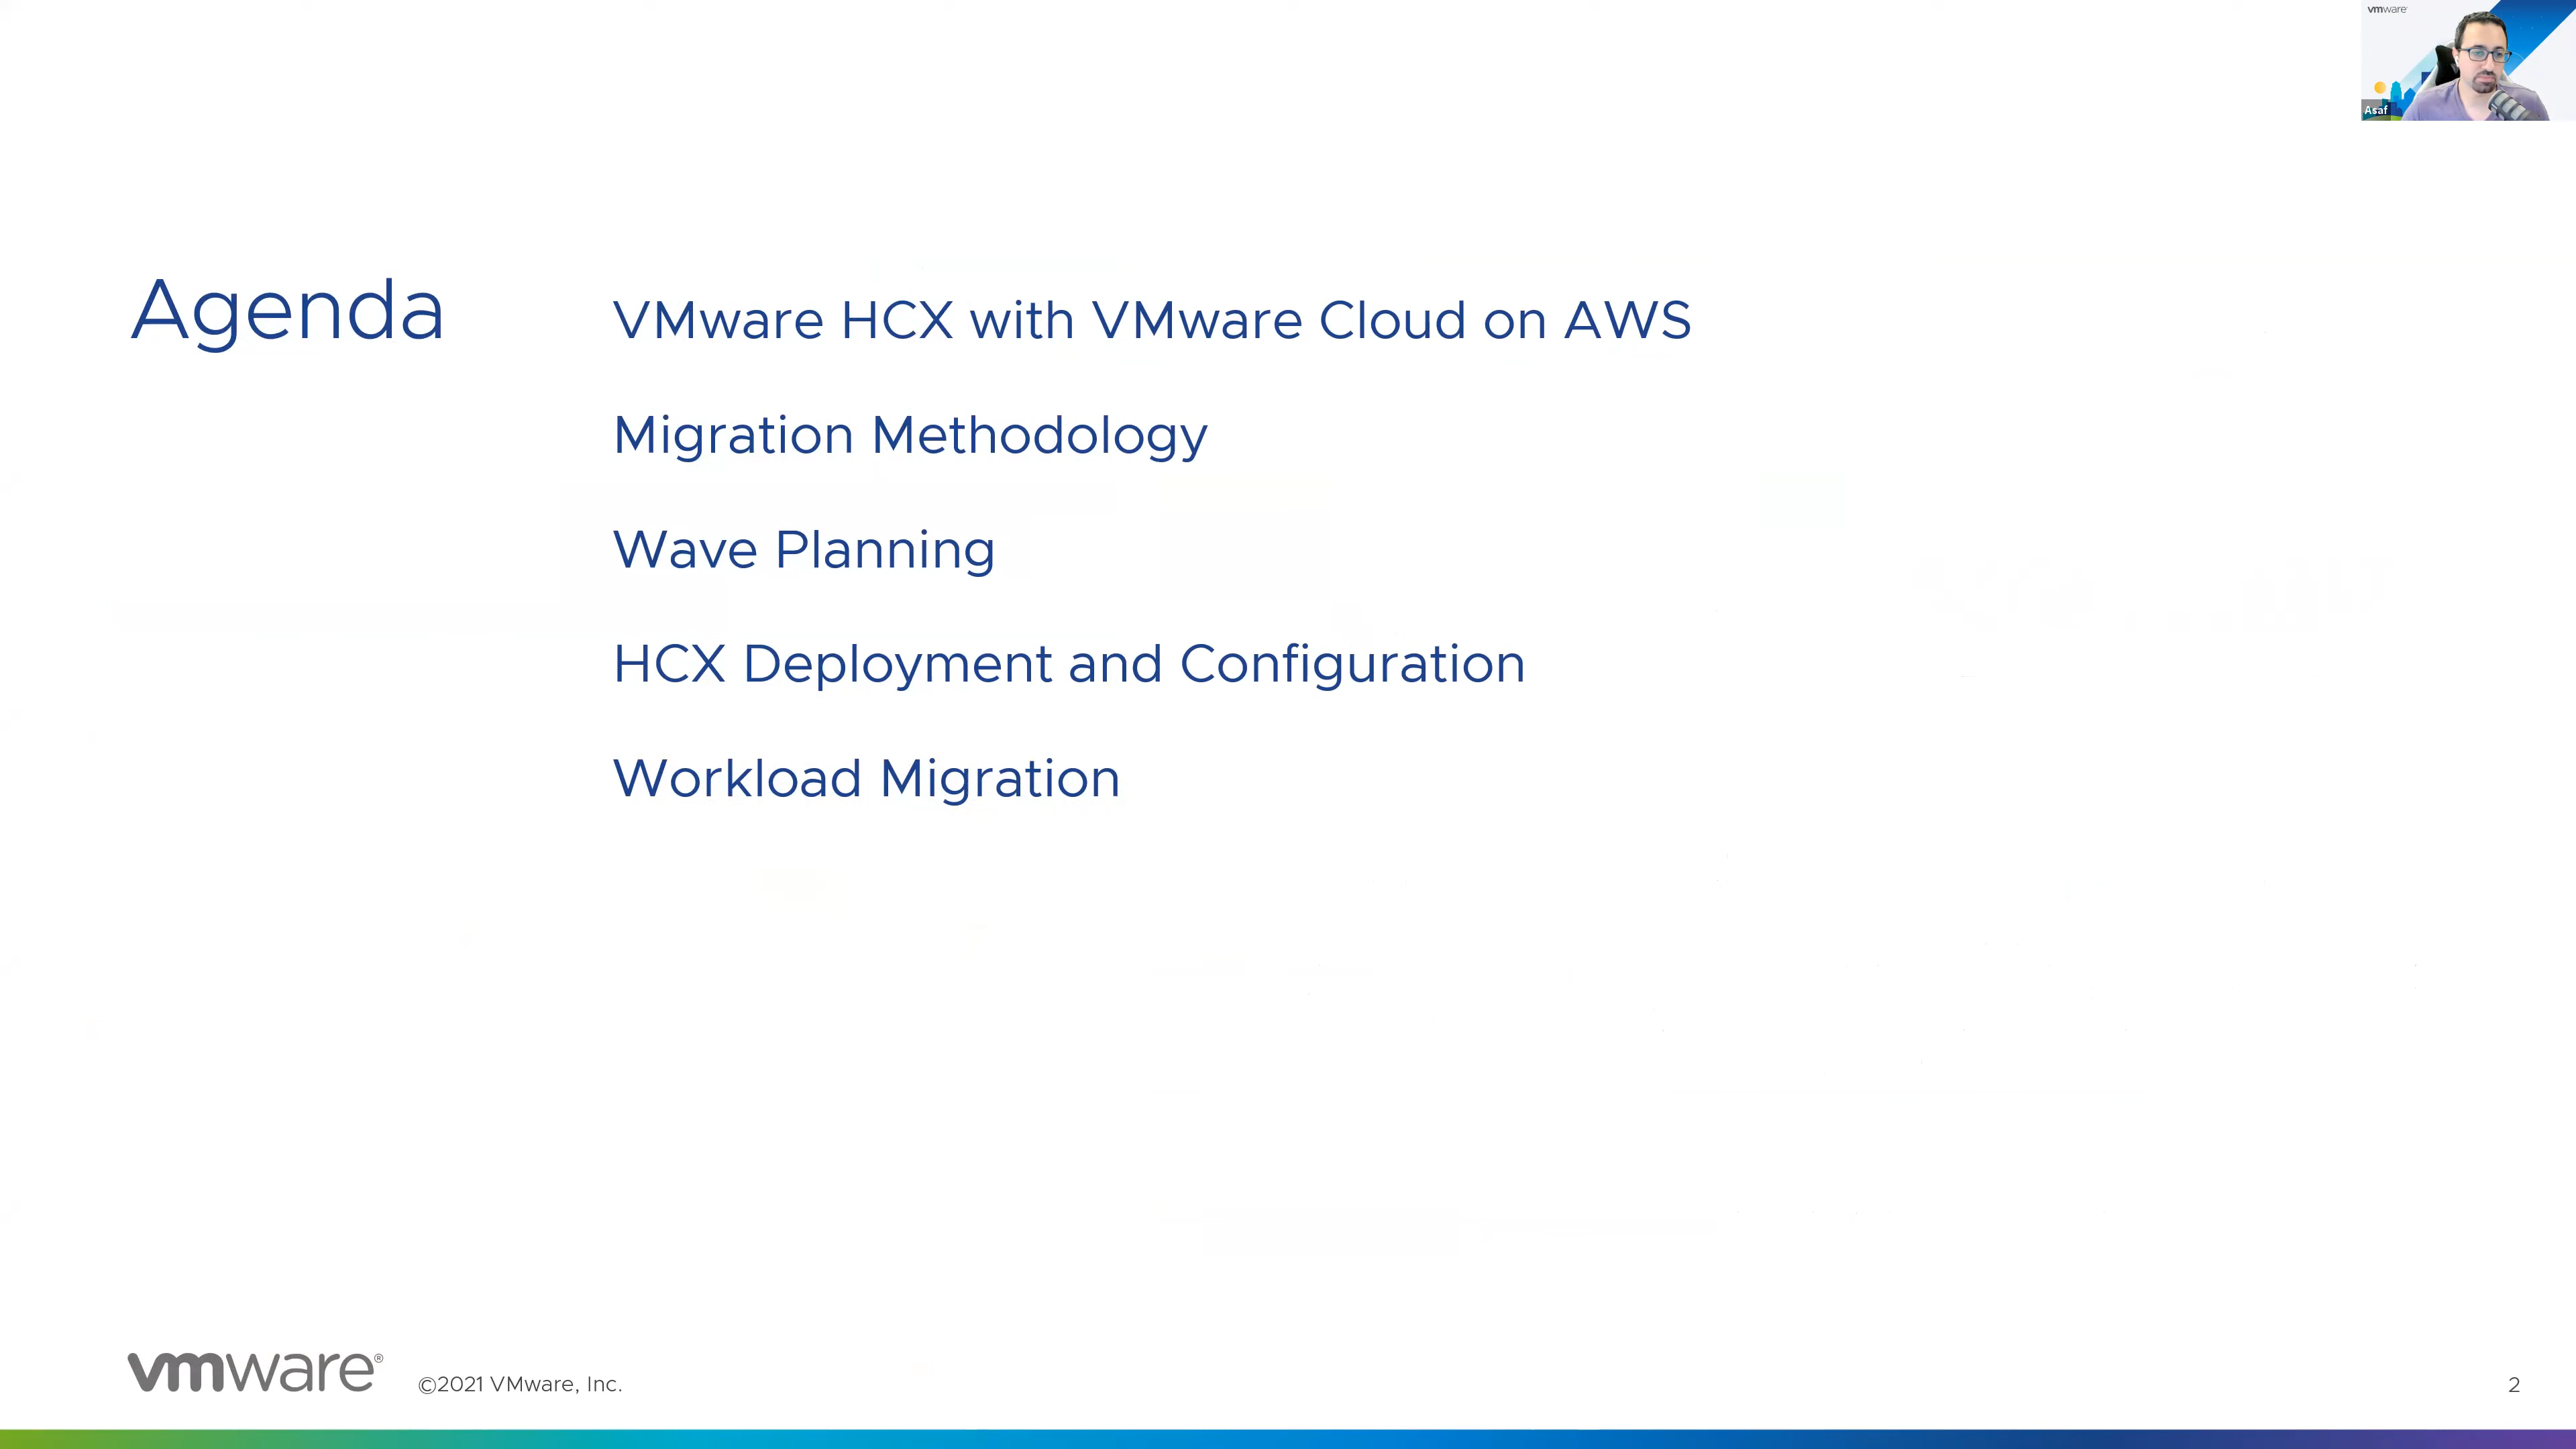 vmware
Asaf
Agenda
VMware HCX with VMware Cloud on AWS
Migration Methodology
Wave Planning
HCX Deployment and Configuration
Workload Migration
vmware®
©2021 VMware, Inc.
2